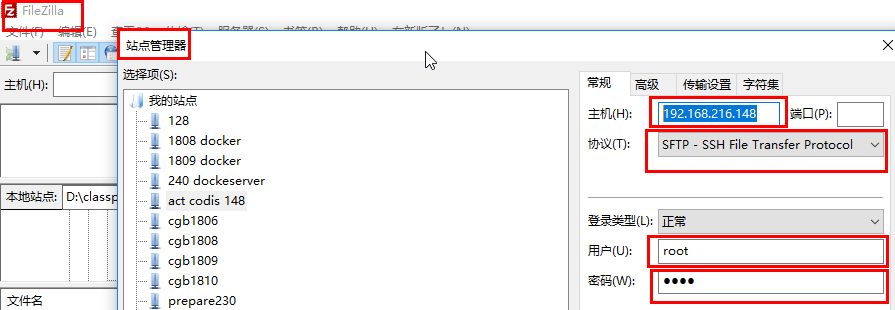 FileZilla
文件(F) 编辑(E)
站点管理器
选择项(S):
我的站点
128
1808 docker
1809 docker
240 dockeserver
act codis 148
cgb1806
cgb1808
cgb1809
cgb1810
prepare230
主机(H):
本地站点: D:\classp
文件名
常规 高级 传输设置 字符集
主机(H): 192.168.216.148 端口(P):
协议(T): SFTP - SSH File Transfer Protocol
登录类型(L): 正常
用户(U): root
密码(W): ●●●●